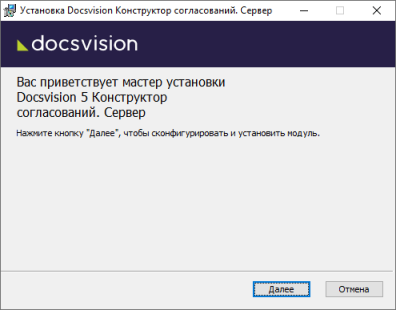 Установка Docsvision Конструктор согласований. Сервер
docsvision
Вас приветствует мастер установки
Docsvision 5 Конструктор
согласований. Сервер
Нажмите кнопку "Далее", чтобы сконфигурировать и установить модуль.
Далее
Отмена